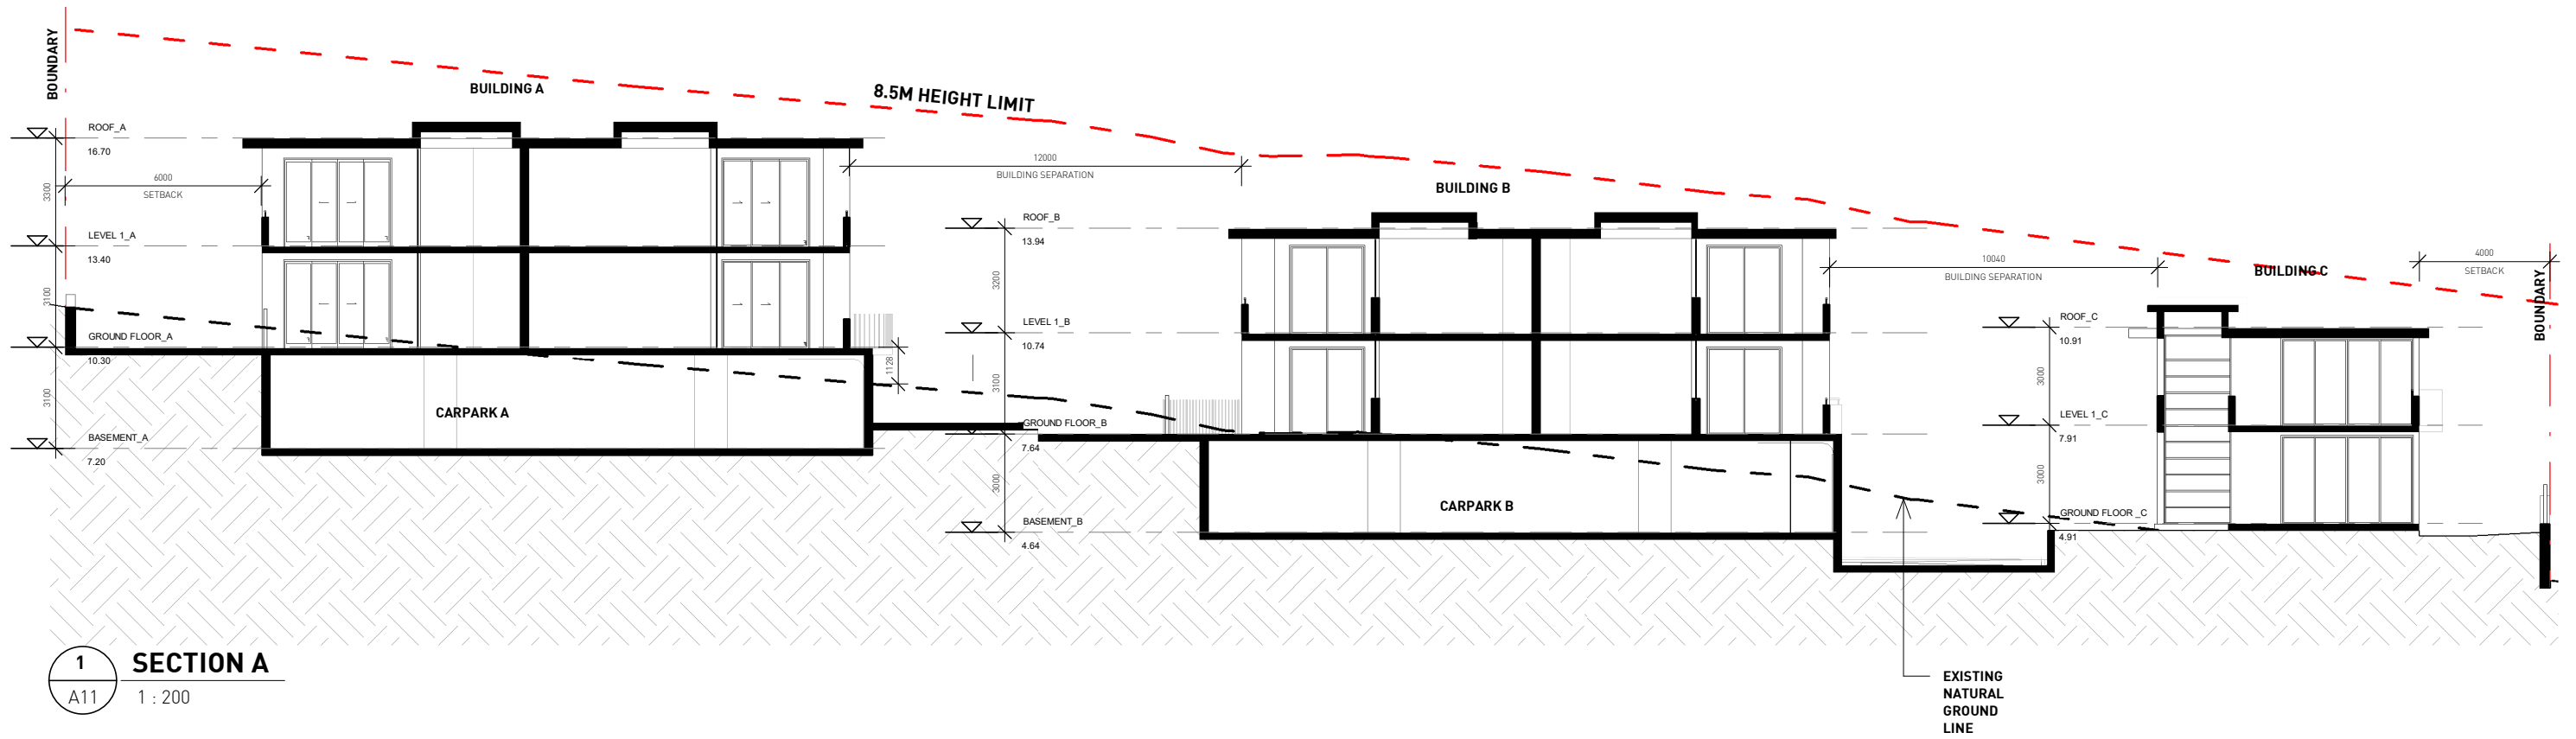 BOUNDARY
BUILDING A
8.5M HEIGHT LIMIT
ROOF_A
16.70
3300
6000
SETBACK
12000
BUILDING SEPARATION
LEVEL 1_A
13.40
3100
GROUND FLOOR_A
10.30
3100
BASEMENT_A
7.20
CARPARK A
1128
BUILDING B
ROOF_B
13.94
3200
LEVEL 1_B
10.74
3100
GROUND FLOOR_B
7.64
3000
BASEMENT_B
4.64
CARPARK B
10040
BUILDING SEPARATION
BUILDING C
4000
SETBACK
BOUNDARY
ROOF_C
10.91
3000
LEVEL 1_C
7.91
3000
GROUND FLOOR _C
4.91
EXISTING
NATURAL
GROUND
LINE
1
A11
SECTION A
1 : 200